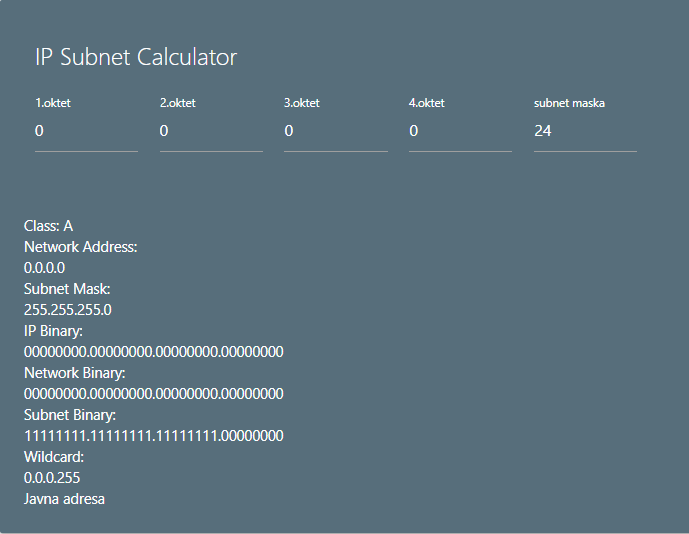 IP Subnet Calculator
1.oktet 2.oktet 3.oktet 4.oktet subnet maska
0 0 0 0 24
Class: A
Network Address:
0.0.0.0
Subnet Mask:
255.255.255.0
IP Binary:
00000000.00000000.00000000.00000000
Network Binary:
00000000.00000000.00000000.00000000
Subnet Binary:
11111111.11111111.11111111.00000000
Wildcard:
0.0.0.255
Javna adresa